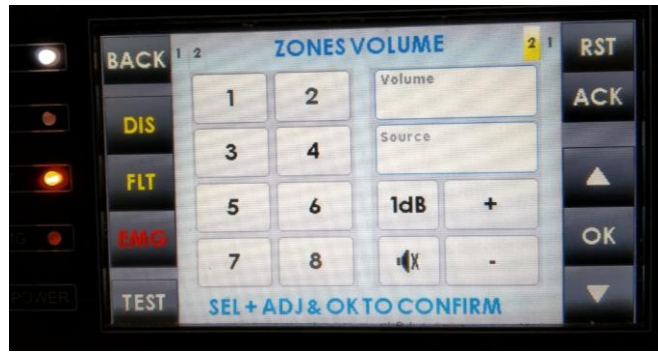 BACK
1 2
ZONES VOLUME
2 1
RST
1 2
Volume
ACK
DIS
3 4
Source
FLT
5 6
1dB +
EMG
7 8
-
OK
POWER
TEST
SEL + ADJ & OK TO CONFIRM